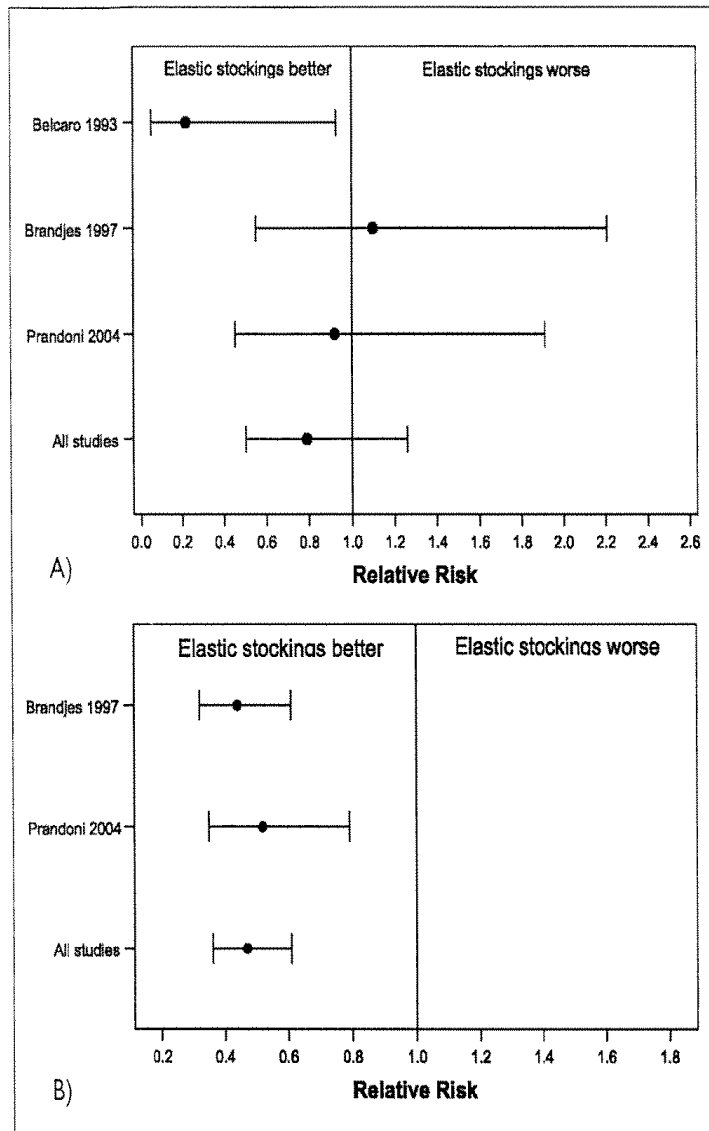 Elastic stockings better Elastic stockings worse
Belcaro 1993
Brandjes 1997
Prandoni 2004
All studies
0.0 0.2 0.4 0.6 0.8 1.0 1.2 1.4 1.6 1.8 2.0 2.2 2.4 2.6
A)
Relative Risk
Elastic stockings better Elastic stockings worse
Brandjes 1997
Prandoni 2004
All studies
0.2 0.4 0.6 0.8 1.0 1.2 1.4 1.6 1.8
B)
Relative Risk